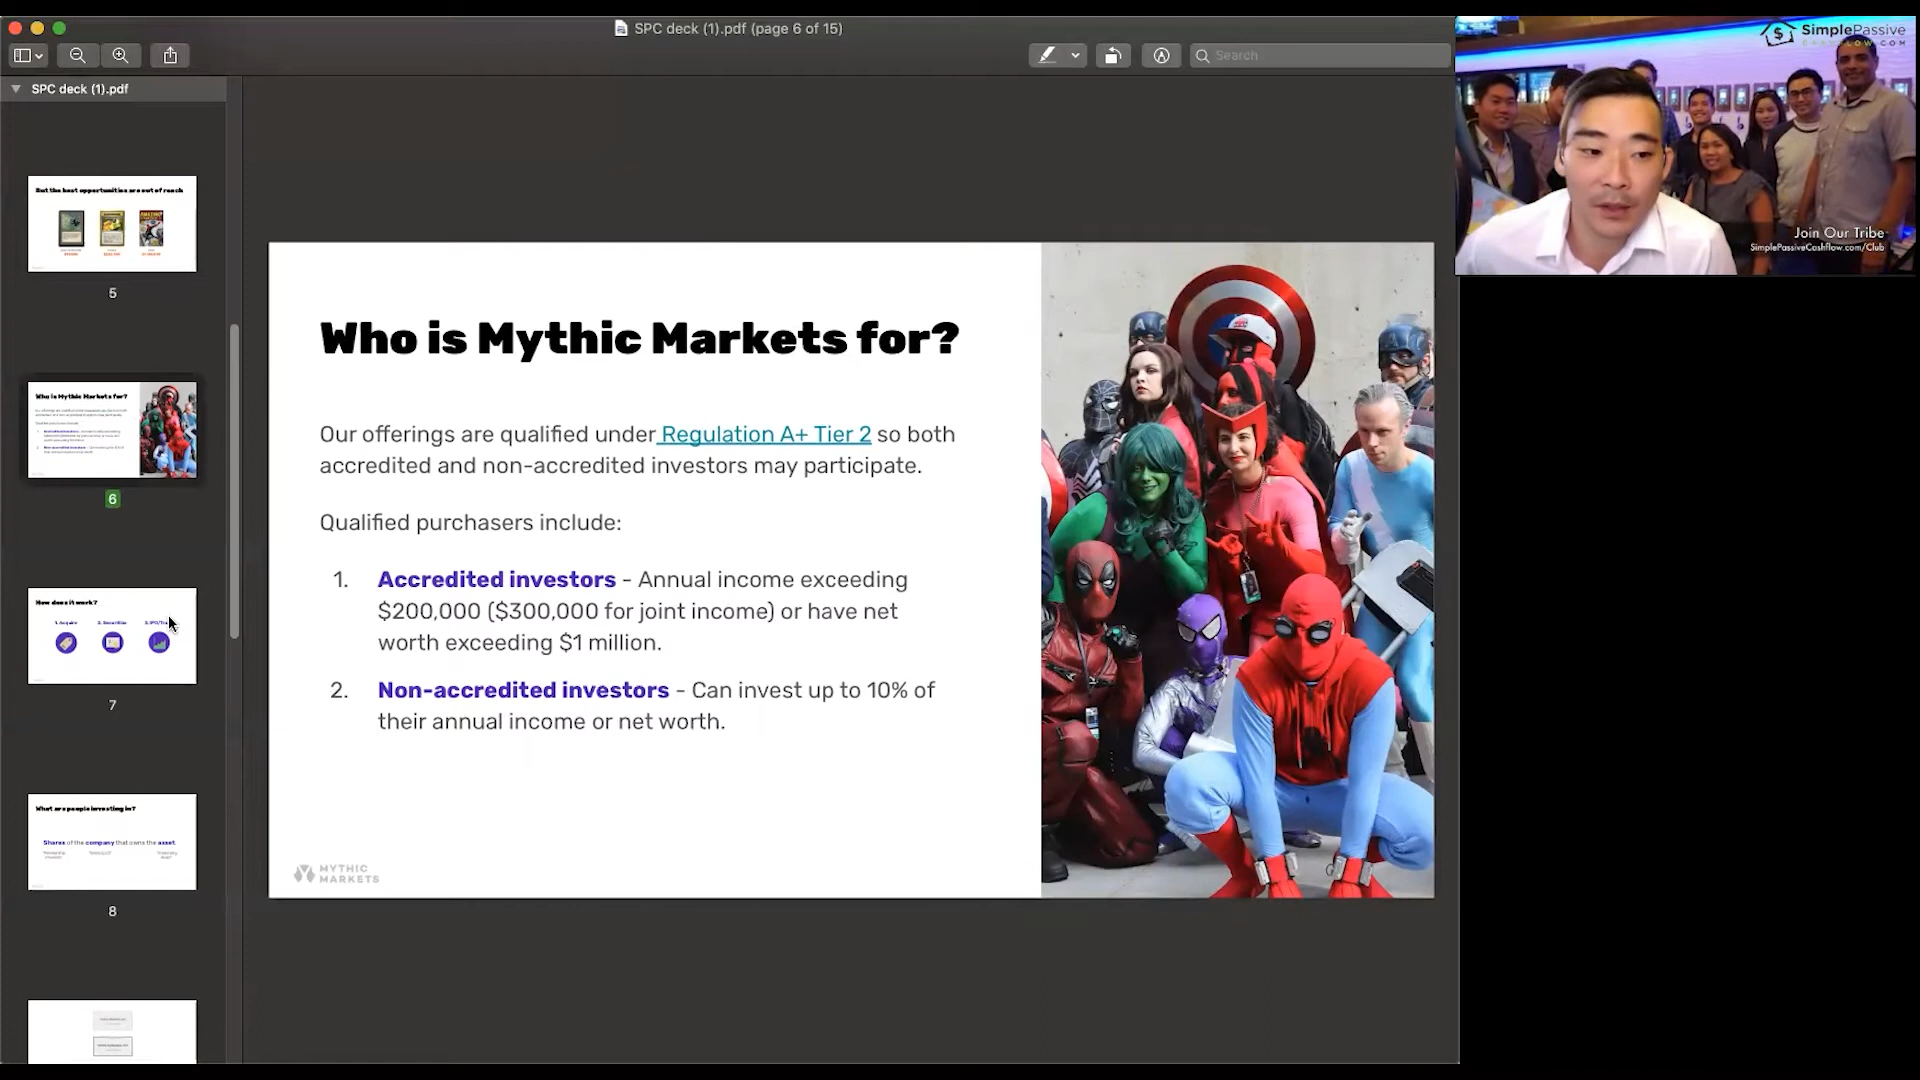 SPC deck (1).pdf (page 6 of 15)
Search
SPC deck (1).pdf
But the best opportunities are out of reach
5
Who is Mythic Markets for?
6
How does it work?
1. Acquire
2. Securitize
7
What are people investing in?
Shares of the company that owns the asset
8
Who is Mythic Markets for?
Our offerings are qualified under Regulation A+ Tier 2 so both
accredited and non-accredited investors may participate.
Qualified purchasers include:
1. Accredited investors - Annual income exceeding
$200,000 ($300,000 for joint income) or have net
worth exceeding $1 million.
2. Non-accredited investors - Can invest up to 10% of
their annual income or net worth.
MYTHIC
MARKETS
SimplePassive
Join Our Tribe
SimplePassiveCashflow.com/Club